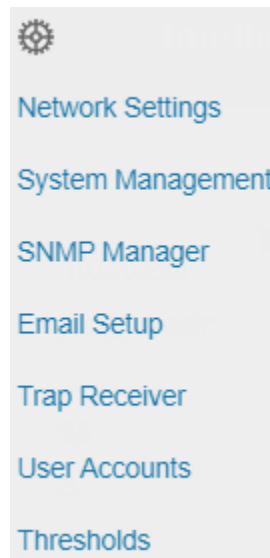 Network Settings
System Management
SNMP Manager
Email Setup
Trap Receiver
User Accounts
Thresholds